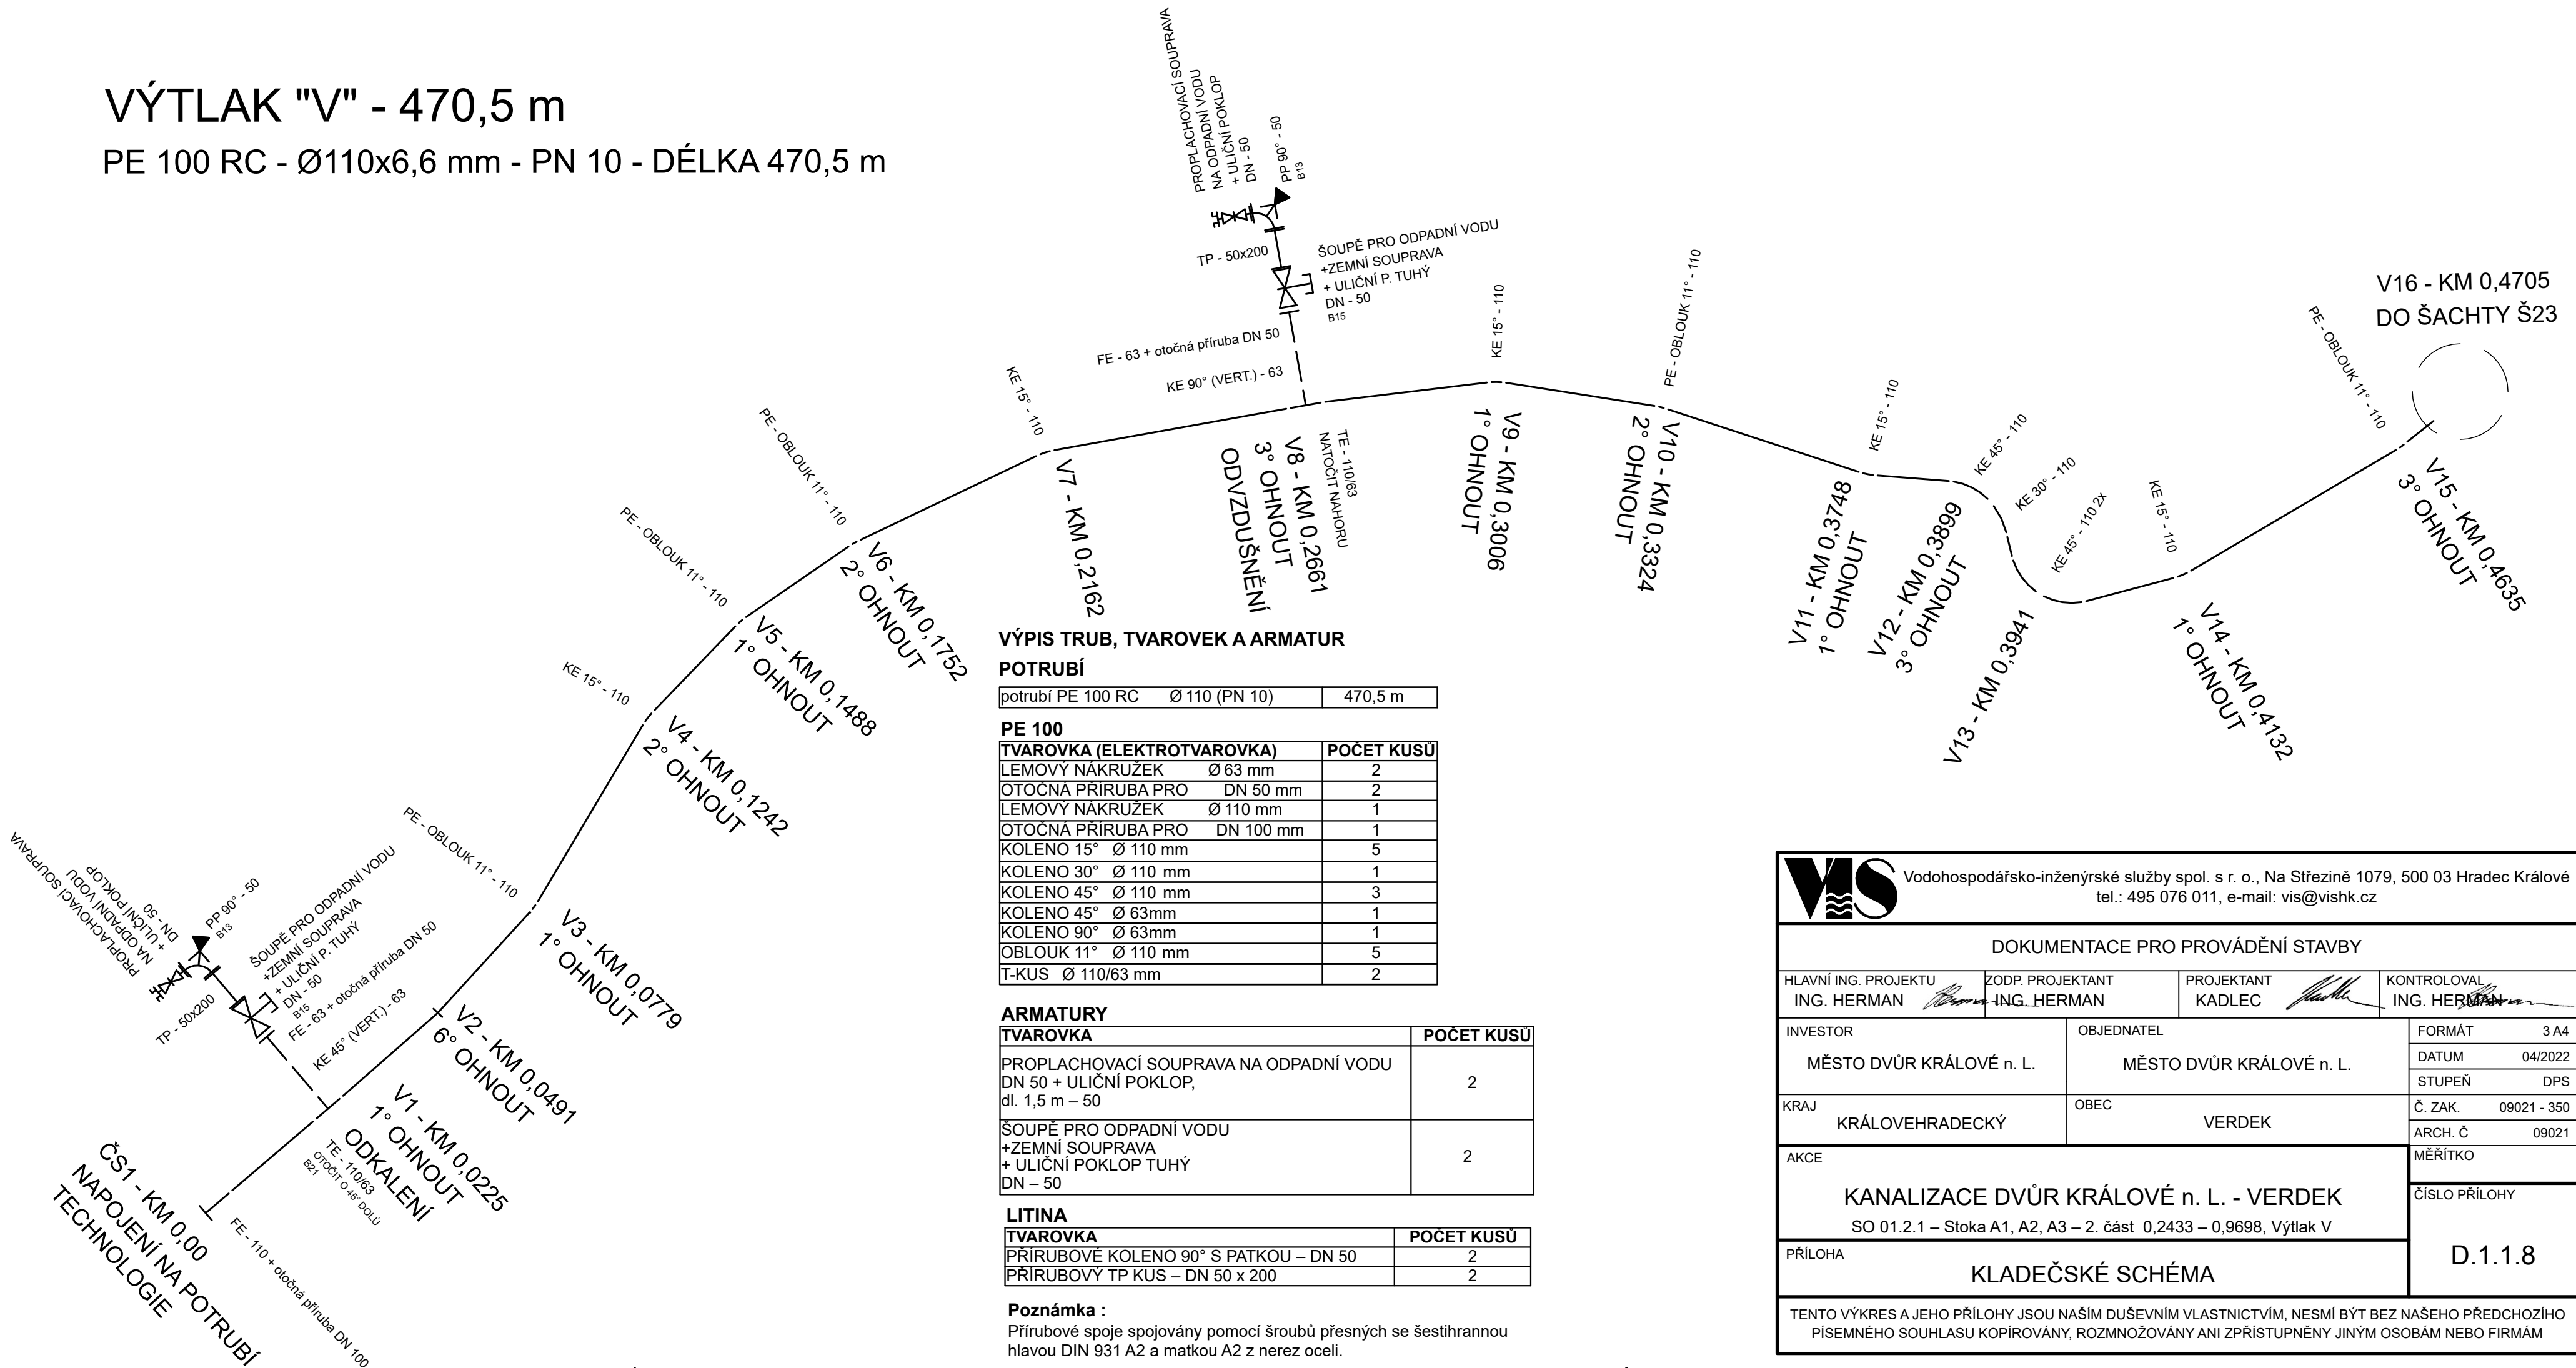 VÝTLAK "V" - 470,5 m
PE 100 RC - Ø110x6,6 mm - PN 10 - DÉLKA 470,5 m
PROPLACHOVACÍ SOUPRAVA
NA ODPADNÍ VODU
+ ULIČNÍ POKLOP
DN - 50
PP 90° - 50
B13
TP - 50x200
ŠOUPĚ PRO ODPADNÍ VODU
+ZEMNÍ SOUPRAVA
+ ULIČNÍ P. TUHÝ
DN - 50
B15
FE - 63 + otočná příruba DN 50
KE 90° (VERT.) - 63
PROPLACHOVACÍ SOUPRAVA
NA ODPADNÍ VODU
+ ULIČNÍ POKLOP
DN - 50
PP 90° - 50
B13
TP - 50x200
ŠOUPĚ PRO ODPADNÍ VODU
+ZEMNÍ SOUPRAVA
+ ULIČNÍ P. TUHÝ
DN - 50
B15
FE - 63 + otočná příruba DN 50
KE 45° (VERT.) - 63
ČS1 - KM 0,00
NAPOJENÍ NA POTRUBÍ
TECHNOLOGIE
FE - 110 + otočná příruba DN 100
V1 - KM 0,0225
1° OHNOUT
ODKALENÍ
TE - 110/63
OTOČIT O 45° DOLŮ
B21
V2 - KM 0,0491
6° OHNOUT
PE - OBLOUK 11° - 110
V3 - KM 0,0779
1° OHNOUT
KE 15° - 110
V4 - KM 0,1242
2° OHNOUT
PE - OBLOUK 11° - 110
V5 - KM 0,1488
1° OHNOUT
PE - OBLOUK 11° - 110
V6 - KM 0,1752
2° OHNOUT
KE 15° - 110
V7 - KM 0,2162
TE - 110/63
NATOČIT NAHORU
V8 - KM 0,2661
3° OHNOUT
ODVZDUŠNĚNÍ
KE 15° - 110
V9 - KM 0,3006
1° OHNOUT
PE - OBLOUK 11° - 110
V10 - KM 0,3324
2° OHNOUT
KE 15° - 110
V11 - KM 0,3748
1° OHNOUT
KE 45° - 110
KE 30° - 110
V12 - KM 0,3899
3° OHNOUT
KE 45° - 110 2x
V13 - KM 0,3941
KE 15° - 110
V14 - KM 0,4132
1° OHNOUT
PE - OBLOUK 11° - 110
V15 - KM 0,4635
3° OHNOUT
V16 - KM 0,4705
DO ŠACHTY Š23
VÝPIS TRUB, TVAROVEK A ARMATUR
POTRUBÍ
potrubí PE 100 RC Ø 110 (PN 10) 470,5 m
PE 100
TVAROVKA (ELEKTROTVAROVKA) POČET KUSŮ
LEMOVÝ NÁKRUŽEK Ø 63 mm 2
OTOČNÁ PŘÍRUBA PRO DN 50 mm 2
LEMOVÝ NÁKRUŽEK Ø 110 mm 1
OTOČNÁ PŘÍRUBA PRO DN 100 mm 1
KOLENO 15° Ø 110 mm 5
KOLENO 30° Ø 110 mm 1
KOLENO 45° Ø 110 mm 3
KOLENO 45° Ø 63mm 1
KOLENO 90° Ø 63mm 1
OBLOUK 11° Ø 110 mm 5
T-KUS Ø 110/63 mm 2
ARMATURY
TVAROVKA POČET KUSŮ
PROPLACHOVACÍ SOUPRAVA NA ODPADNÍ VODU
DN 50 + ULIČNÍ POKLOP,
dl. 1,5 m – 50
2
ŠOUPĚ PRO ODPADNÍ VODU
+ZEMNÍ SOUPRAVA
+ ULIČNÍ POKLOP TUHÝ
DN – 50
2
LITINA
TVAROVKA POČET KUSŮ
PŘÍRUBOVÉ KOLENO 90° S PATKOU – DN 50 2
PŘÍRUBOVÝ TP KUS – DN 50 x 200 2
Poznámka :
Přírubové spoje spojovány pomocí šroubů přesných se šestihrannou
hlavou DIN 931 A2 a matkou A2 z nerez oceli.
VIS
Vodohospodářsko-inženýrské služby spol. s r. o., Na Střezině 1079, 500 03 Hradec Králové
tel.: 495 076 011, e-mail: vis@vishk.cz
DOKUMENTACE PRO PROVÁDĚNÍ STAVBY
HLAVNÍ ING. PROJEKTU
ING. HERMAN
ZODP. PROJEKTANT
ING. HERMAN
PROJEKTANT
KADLEC
KONTROLOVAL
ING. HERMAN
INVESTOR
MĚSTO DVŮR KRÁLOVÉ n. L.
OBJEDNATEL
MĚSTO DVŮR KRÁLOVÉ n. L.
FORMÁT 3 A4
DATUM 04/2022
STUPEŇ DPS
KRAJ
KRÁLOVEHRADECKÝ
OBEC
VERDEK
Č. ZAK. 09021 - 350
ARCH. Č 09021
AKCE
KANALIZACE DVŮR KRÁLOVÉ n. L. - VERDEK
SO 01.2.1 – Stoka A1, A2, A3 – 2. část 0,2433 – 0,9698, Výtlak V
MĚŘÍTKO
ČÍSLO PŘÍLOHY
D.1.1.8
PŘÍLOHA
KLADEČSKÉ SCHÉMA
TENTO VÝKRES A JEHO PŘÍLOHY JSOU NAŠÍM DUŠEVNÍM VLASTNICTVÍM, NESMÍ BÝT BEZ NAŠEHO PŘEDCHOZÍHO
PÍSEMNÉHO SOUHLASU KOPÍROVÁNY, ROZMNOŽOVÁNY ANI ZPŘÍSTUPNĚNY JINÝM OSOBÁM NEBO FIRMÁM